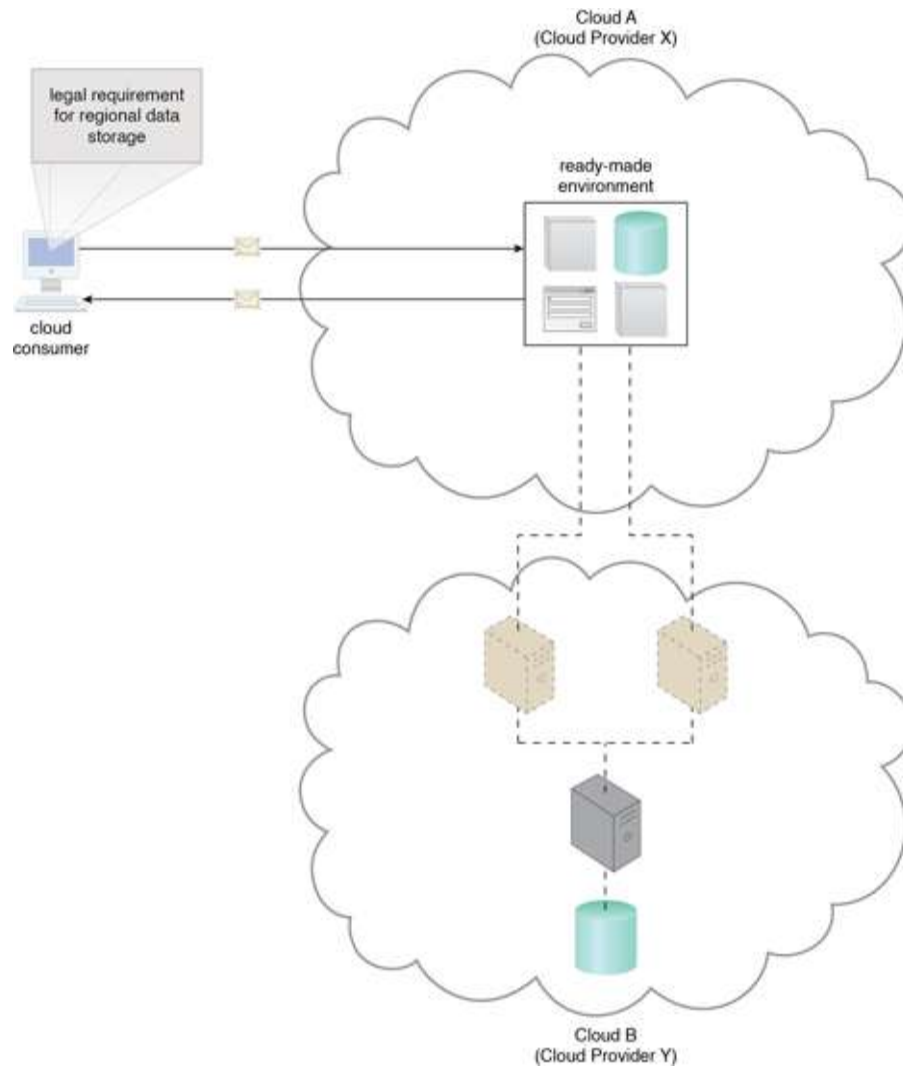 Cloud A
(Cloud Provider X)
legal requirement
for regional data
storage
ready-made
environment
cloud
consumer
Cloud B
(Cloud Provider Y)